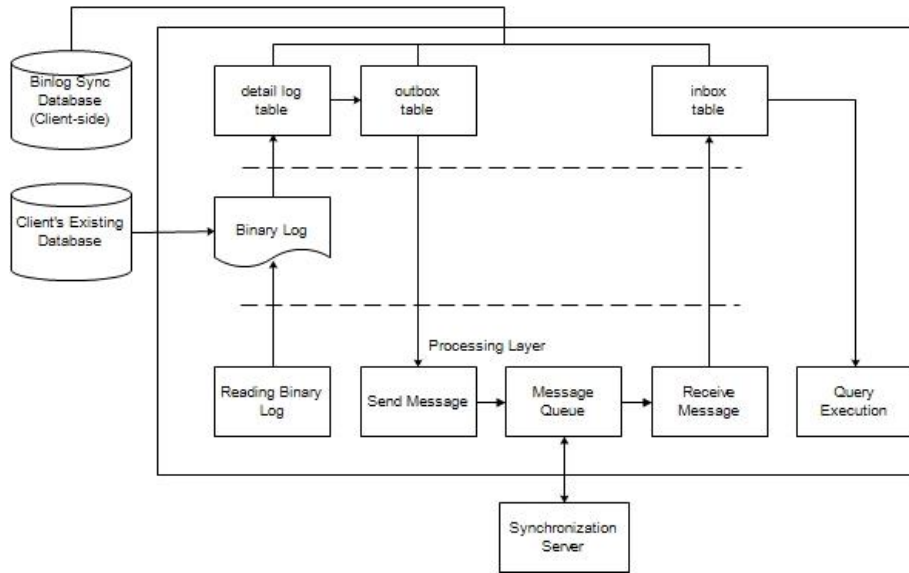 Binlog Sync
Database
(Client-side)
detail log
table
outbox
table
inbox
table
Client's Existing
Database
Binary Log
Processing Layer
Reading Binary
Log
Send Message
Message
Queue
Receive
Message
Query
Execution
Synchronization
Server